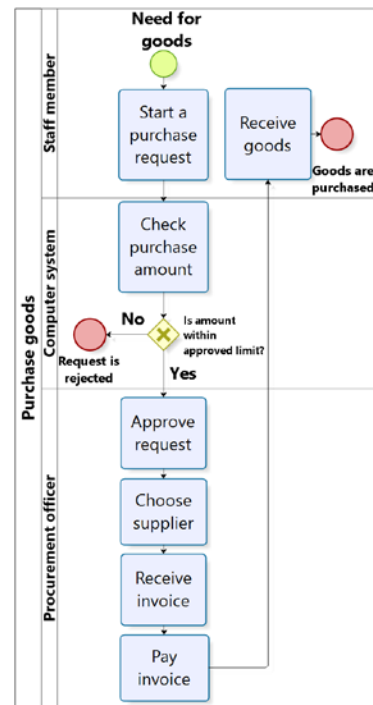 Purchase goods
Staff member
Need for
goods
Start a
purchase
request
Receive
goods
Goods are
purchased
Computer system
Check
purchase
amount
No
Is amount
within
approved limit?
Request is
rejected
Yes
Procurement officer
Approve
request
Choose
supplier
Receive
invoice
Pay
invoice